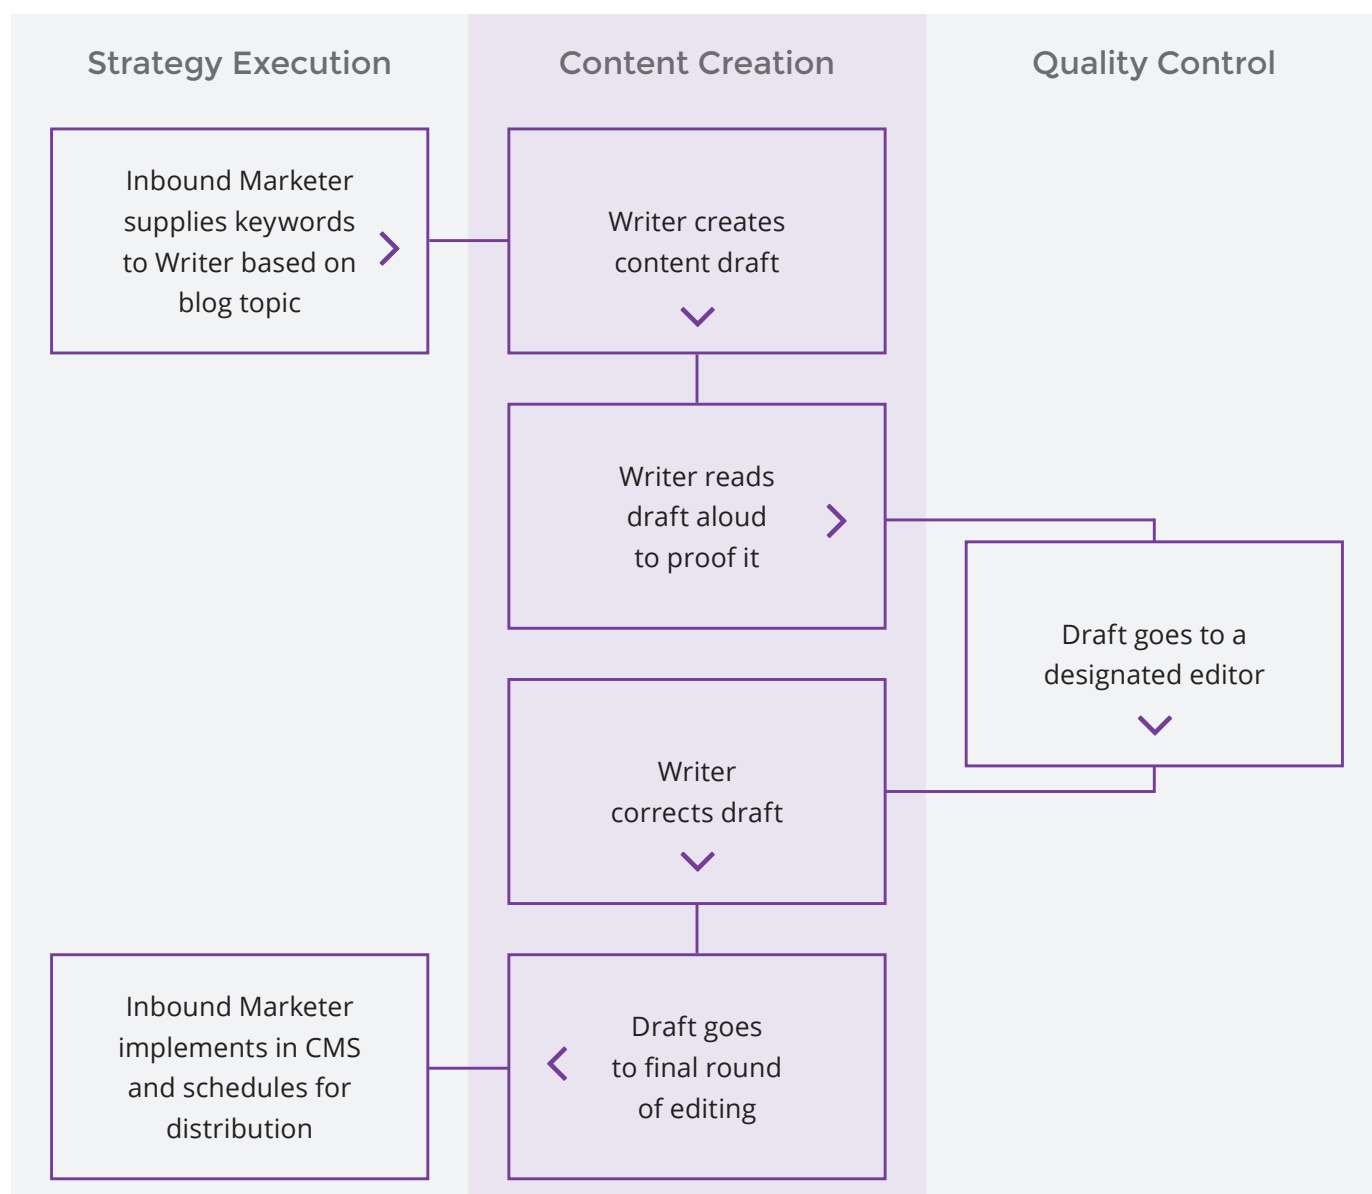 Strategy Execution
Content Creation
Quality Control
Inbound Marketer
supplies keywords
to Writer based on
blog topic
Writer creates
content draft
Writer reads
draft aloud
to proof it
Draft goes to a
designated editor
Writer
corrects draft
Draft goes
to final round
of editing
Inbound Marketer
implements in CMS
and schedules for
distribution